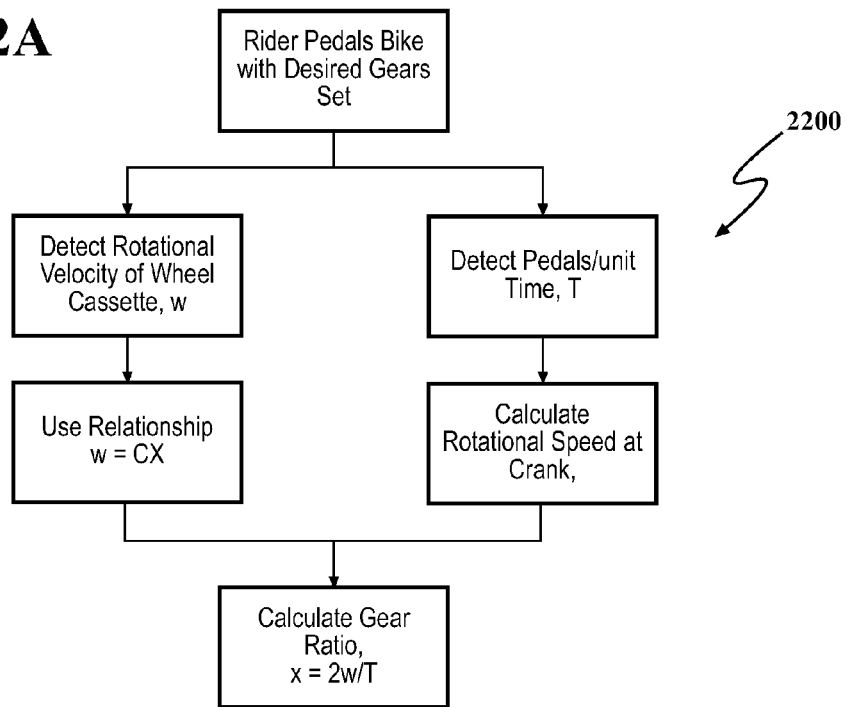 2A
Rider Pedals Bike
with Desired Gears
Set
2200
Detect Rotational
Velocity of Wheel
Cassette, w
Detect Pedals/unit
Time, T
Use Relationship
w = CX
Calculate
Rotational Speed at
Crank,
Calculate Gear
Ratio,
x = 2w/T